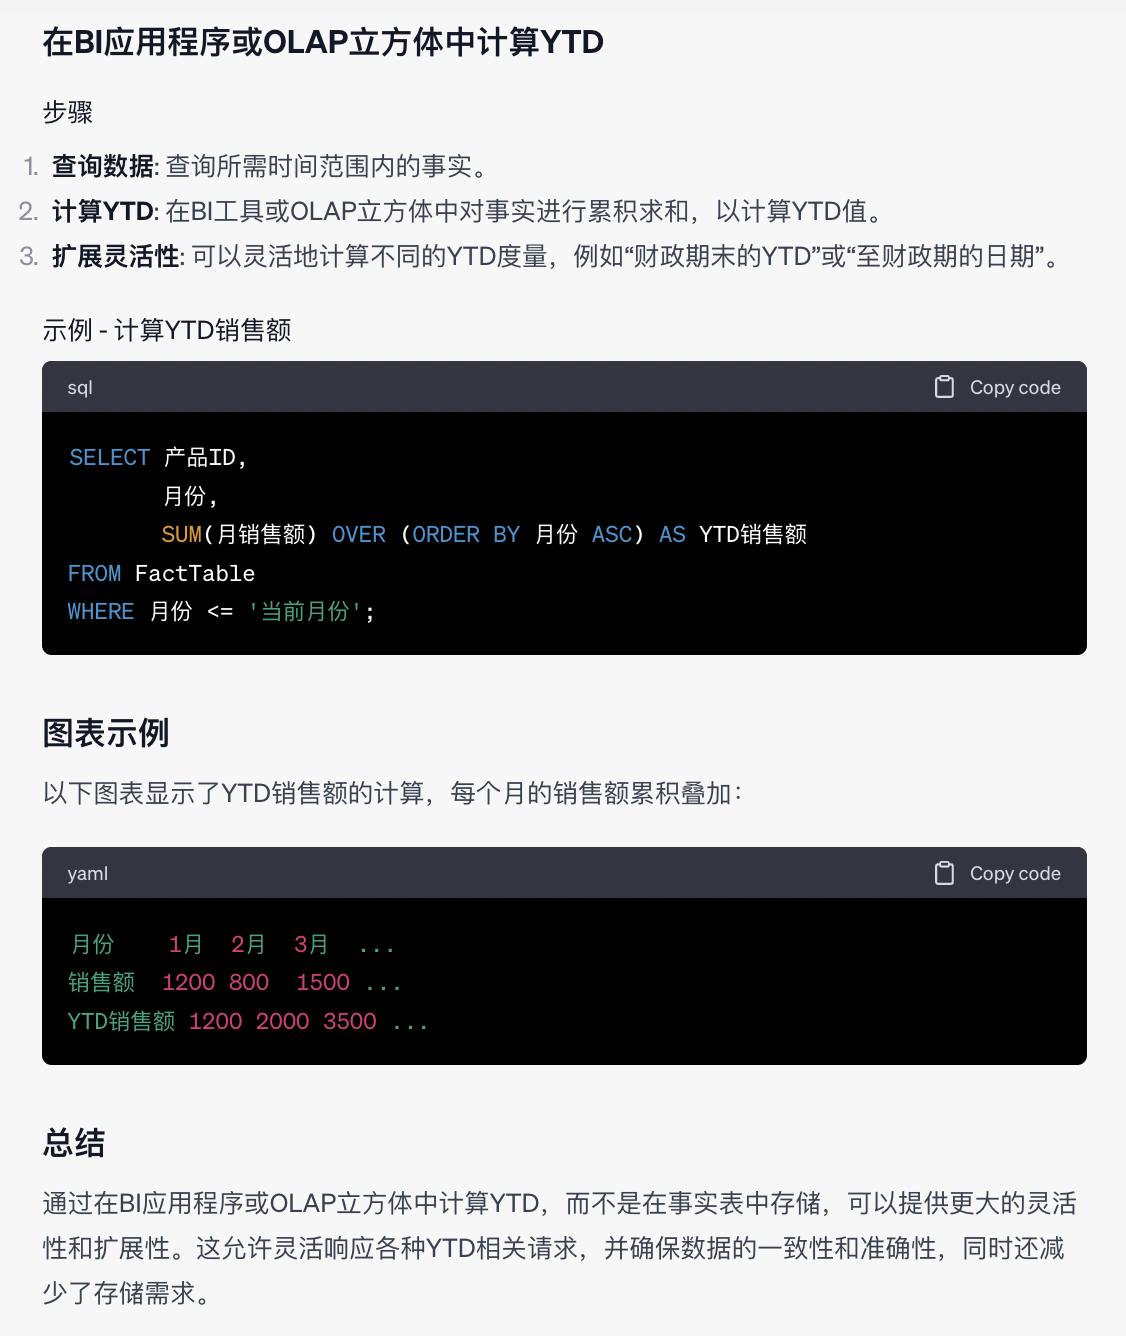 在BI应用程序或OLAP立方体中计算YTD
步骤
1. 查询数据: 查询所需时间范围内的事实。
2. 计算YTD: 在BI工具或OLAP立方体中对事实进行累积求和，以计算YTD值。
3. 扩展灵活性: 可以灵活地计算不同的YTD度量，例如“财政期末的YTD”或“至财政期的日期”。
示例 - 计算YTD销售额
sql Copy code
SELECT 产品ID,
       月份,
       SUM(月销售额) OVER (ORDER BY 月份 ASC) AS YTD销售额
FROM FactTable
WHERE 月份 <= '当前月份';
图表示例
以下图表显示了YTD销售额的计算，每个月的销售额累积叠加：
yaml Copy code
月份    1月  2月  3月  ...
销售额  1200 800  1500 ...
YTD销售额 1200 2000 3500 ...
总结
通过在BI应用程序或OLAP立方体中计算YTD，而不是在事实表中存储，可以提供更大的灵活
性和扩展性。这允许灵活响应各种YTD相关请求，并确保数据的一致性和准确性，同时还减
少了存储需求。